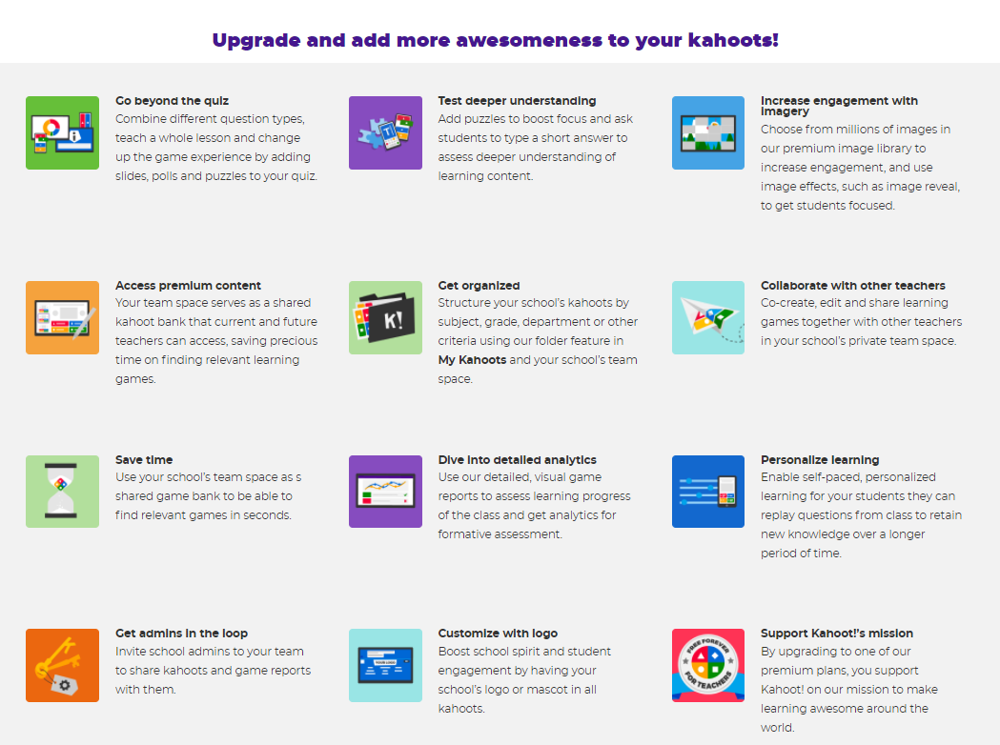 Upgrade and add more awesomeness to your kahoots!
Go beyond the quiz
Combine different question types,
teach a whole lesson and change
up the game experience by adding
slides, polls and puzzles to your quiz.
Test deeper understanding
Add puzzles to boost focus and ask
students to type a short answer to
assess deeper understanding of
learning content.
Increase engagement with
imagery
Choose from millions of images in
our premium image library to
increase engagement, and use
image effects, such as image reveal,
to get students focused.
Access premium content
Your team space serves as a shared
kahoot bank that current and future
teachers can access, saving precious
time on finding relevant learning
games.
K!
Get organized
Structure your school's kahoots by
subject, grade, department or other
criteria using our folder feature in
My Kahoots and your school's team
space.
Collaborate with other teachers
Co-create, edit and share learning
games together with other teachers
in your school's private team space.
Save time
Use your school's team space as s
shared game bank to be able to
find relevant games in seconds.
Dive into detailed analytics
Use our detailed, visual game
reports to assess learning progress
of the class and get analytics for
formative assessment.
Personalize learning
Enable self-paced, personalized
learning for your students they can
replay questions from class to retain
new knowledge over a longer
period of time.
Get admins in the loop
Invite school admins to your team
to share kahoots and game reports
with them.
YOUR LOGO
Customize with logo
Boost school spirit and student
engagement by having your
school's logo or mascot in all
kahoots.
FREE FOREVER
FOR TEACHERS
Support Kahoot!'s mission
By upgrading to one of our
premium plans, you support
Kahoot! on our mission to make
learning awesome around the
world.